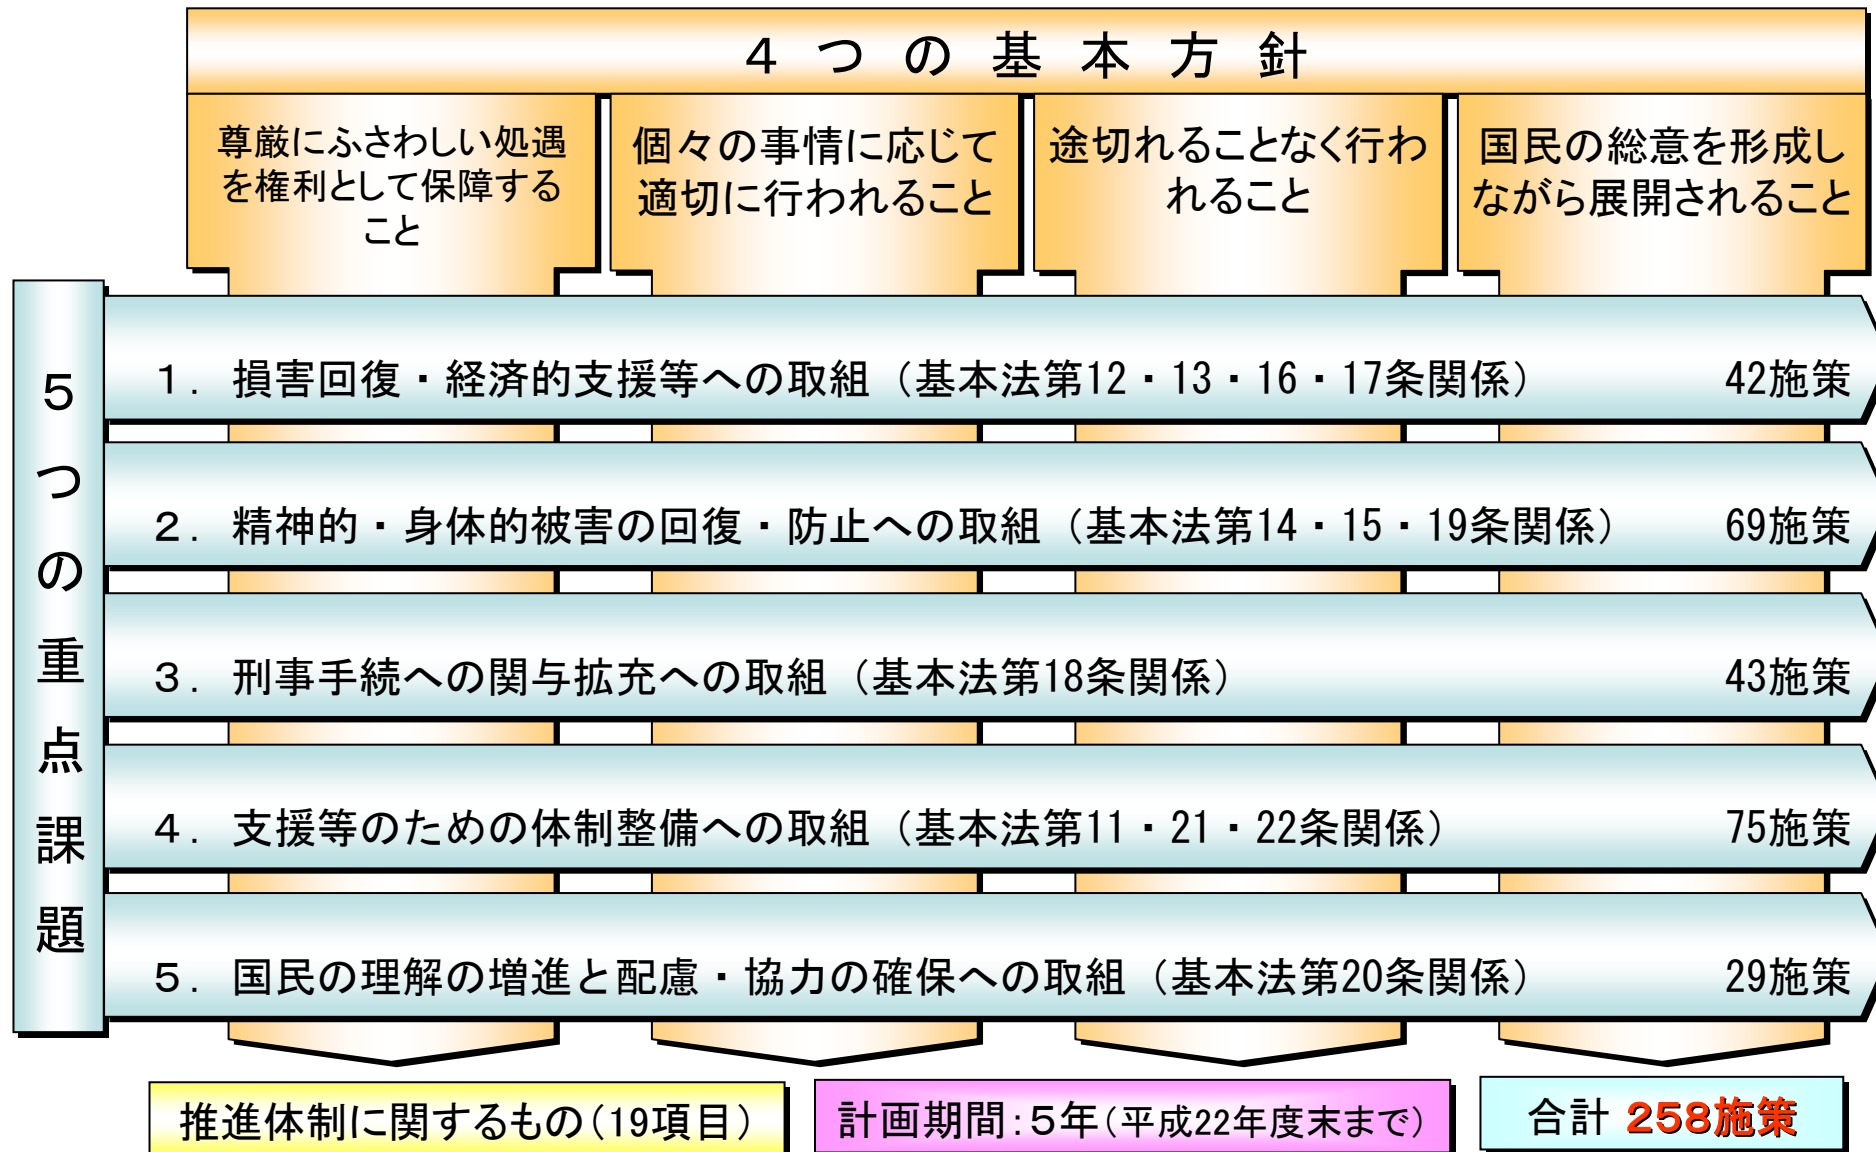 ４つの基本方針
尊厳にふさわしい処遇
を権利として保障する
こと
個々の事情に応じて
適切に行われること
途切れることなく行わ
れること
国民の総意を形成し
ながら展開されること
５つの重点課題
１．損害回復・経済的支援等への取組（基本法第12・13・16・17条関係） 42施策
２．精神的・身体的被害の回復・防止への取組（基本法第14・15・19条関係） 69施策
３．刑事手続への関与拡充への取組（基本法第18条関係） 43施策
４．支援等のための体制整備への取組（基本法第11・21・22条関係） 75施策
５．国民の理解の増進と配慮・協力の確保への取組（基本法第20条関係） 29施策
推進体制に関するもの（19項目）
計画期間：５年（平成22年度末まで）
合計 258施策